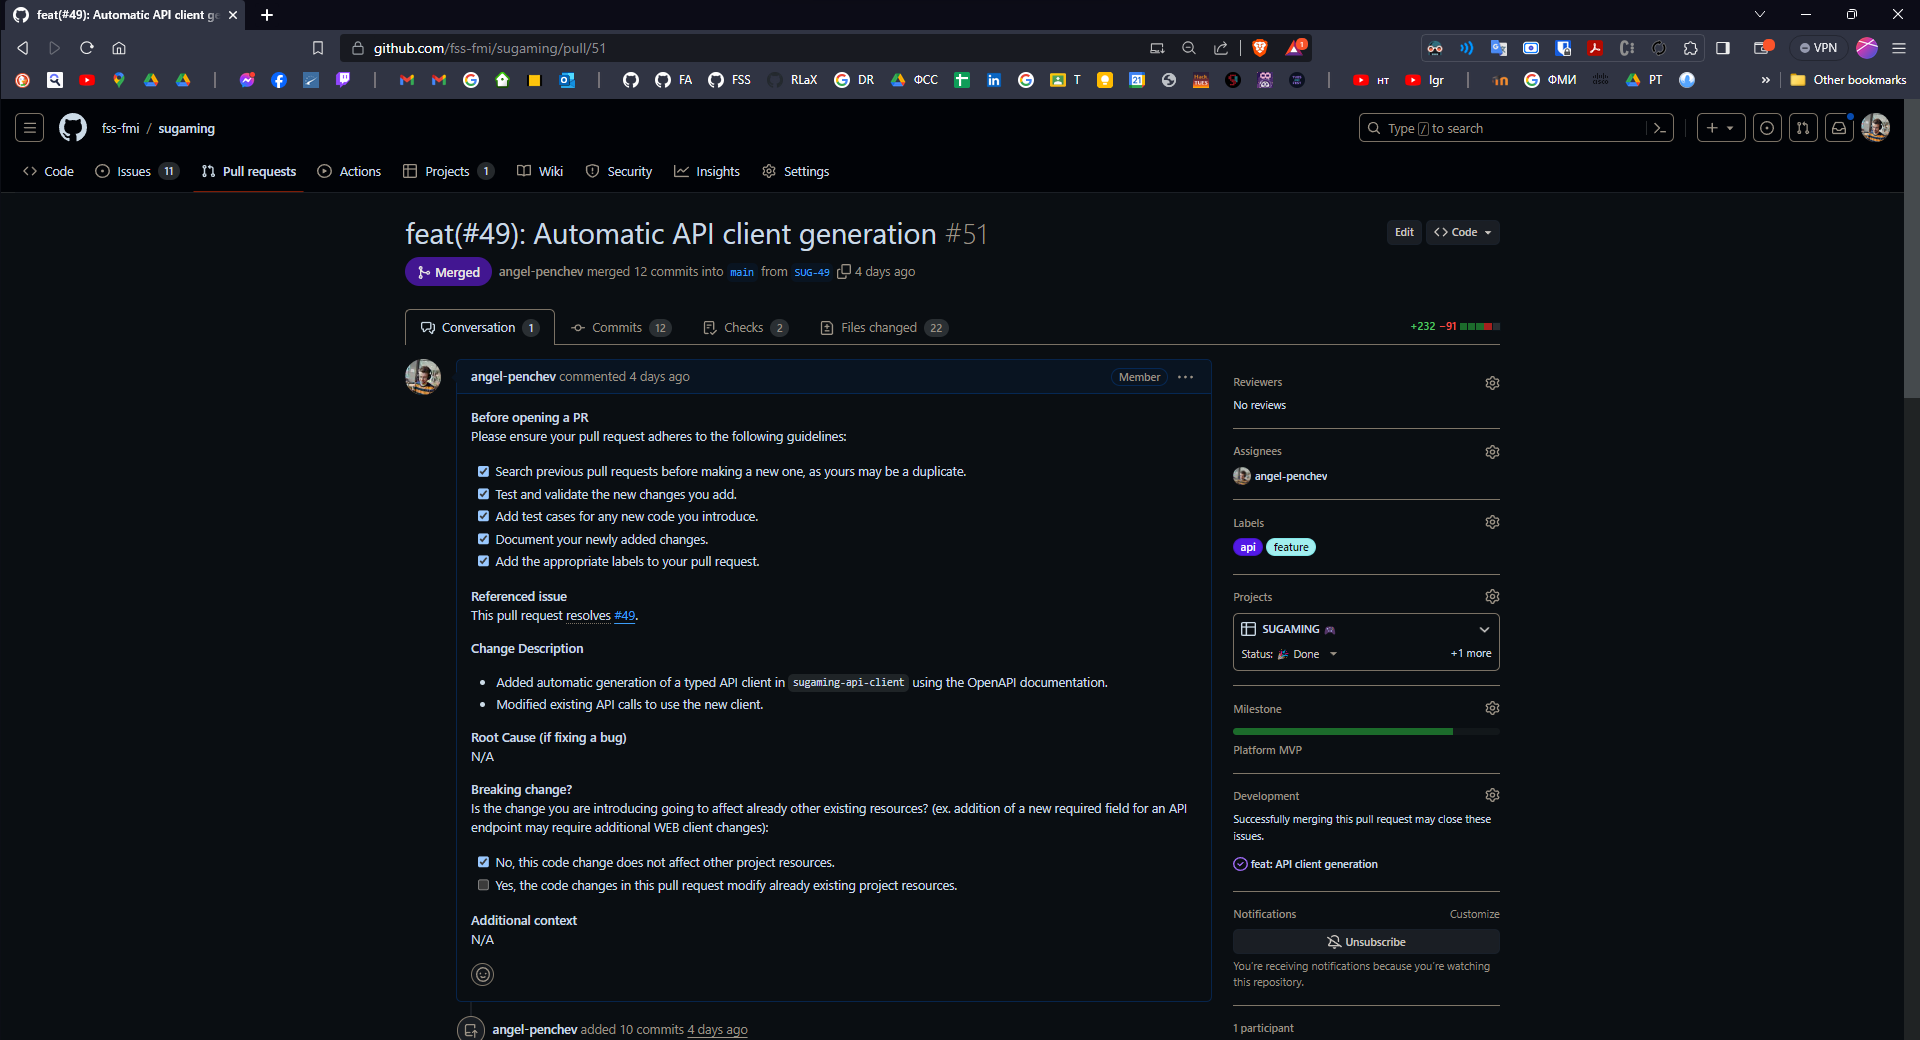 feat(#49): Automatic API client ge
github.com/fss-fmi/sugaming/pull/51
1
VPN
FA
FSS
RLaX
DR
ФСС
T
нт
Igr
ФМИ
РТ
Other bookmarks
fss-fmi / sugaming
Type / to search
Code
Issues 11
Pull requests
Actions
Projects 1
Wiki
Security
Insights
Settings
feat(#49): Automatic API client generation #51
Edit
<> Code
Merged
angel-penchev merged 12 commits into main from SUG-49 4 days ago
Conversation 1
Commits 12
Checks 2
Files changed 22
+232 −91
angel-penchev commented 4 days ago
Member
Before opening a PR
Please ensure your pull request adheres to the following guidelines:
Search previous pull requests before making a new one, as yours may be a duplicate.
Test and validate the new changes you add.
Add test cases for any new code you introduce.
Document your newly added changes.
Add the appropriate labels to your pull request.
Referenced issue
This pull request resolves #49.
Change Description
Added automatic generation of a typed API client in sugaming-api-client using the OpenAPI documentation.
Modified existing API calls to use the new client.
Root Cause (if fixing a bug)
N/A
Breaking change?
Is the change you are introducing going to affect already other existing resources? (ex. addition of a new required field for an API
endpoint may require additional WEB client changes):
No, this code change does not affect other project resources.
Yes, the code changes in this pull request modify already existing project resources.
Additional context
N/A
angel-penchev added 10 commits 4 days ago
Reviewers
No reviews
Assignees
angel-penchev
Labels
api feature
Projects
SUGAMING 🎮
Status: 🎉 Done
+1 more
Milestone
Platform MVP
Development
Successfully merging this pull request may close these
issues.
feat: API client generation
Notifications
Customize
Unsubscribe
You're receiving notifications because you're watching
this repository.
1 participant